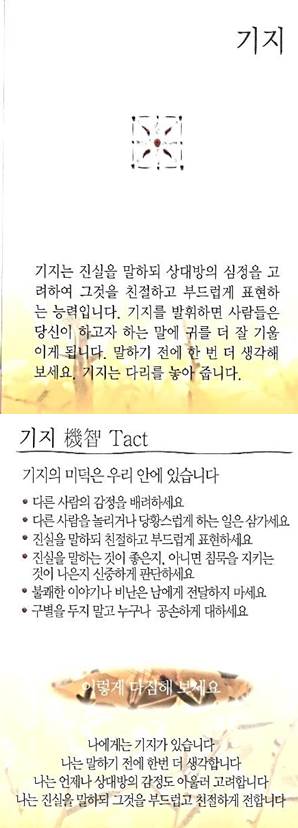 기지
기지는 진실을 말하되 상대방의 심정을 고
려하여 그것을 친절하고 부드럽게 표현하
는 능력입니다. 기지를 발휘하면 사람들은
당신이 하고자 하는 말에 귀를 더 잘 기울
이게 됩니다. 말하기 전에 한 번 더 생각해
보세요. 기지는 다리를 놓아 줍니다.
기지 機智 Tact
기지의 미덕은 우리 안에 있습니다
• 다른 사람의 감정을 배려하세요
• 다른 사람을 놀리거나 당황스럽게 하는 일은 삼가세요
• 진실을 말하되 친절하고 부드럽게 표현하세요
• 진실을 말하는 것이 좋은지, 아니면 침묵을 지키는
것이 나은지 신중하게 판단하세요
• 불쾌한 이야기나 비난은 남에게 전달하지 마세요
• 구별을 두지 말고 누구나 공손하게 대하세요
이렇게 다짐해 보세요
나에게는 기지가 있습니다
나는 말하기 전에 한번 더 생각합니다
나는 언제나 상대방의 감정도 아울러 고려합니다
나는 진실을 말하되 그것을 부드럽고 친절하게 전합니다